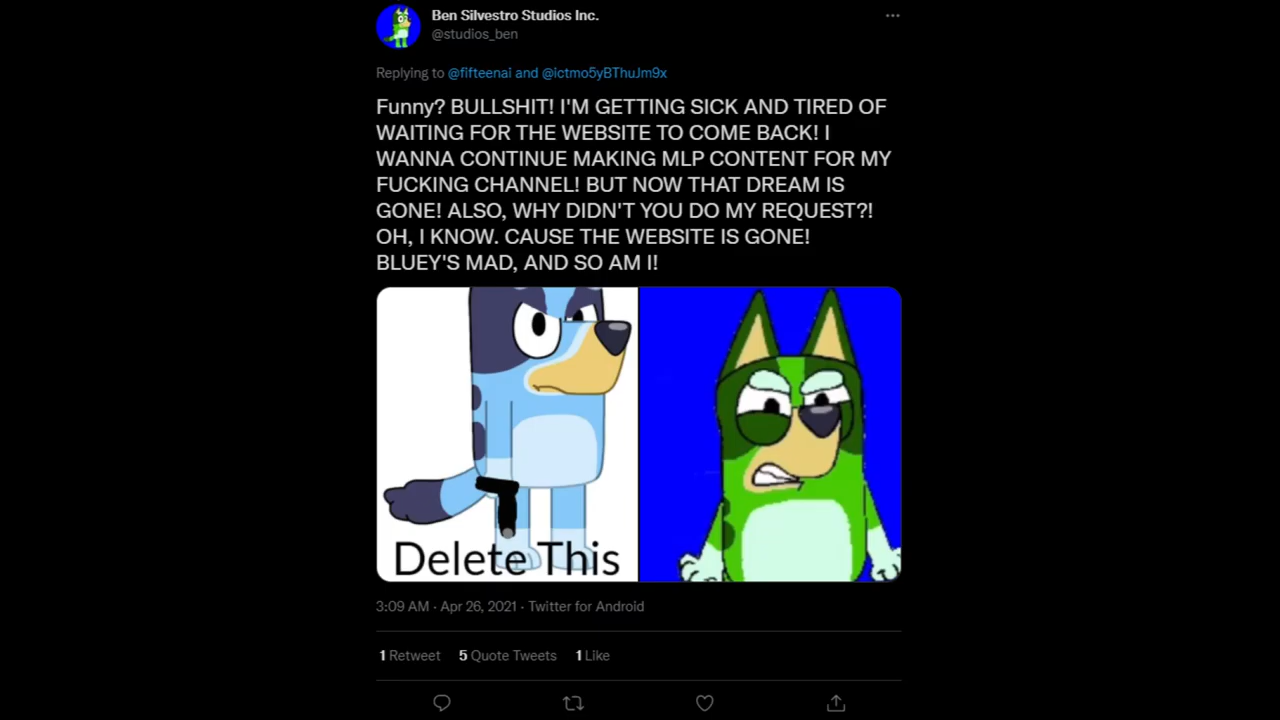 Ben Silvestro Studios Inc.
@studios_ben
Replying to @fifteenai and @ictmo5yBThuJm9x
Funny? BULLSHIT! I'M GETTING SICK AND TIRED OF
WAITING FOR THE WEBSITE TO COME BACK! I
WANNA CONTINUE MAKING MLP CONTENT FOR MY
FUCKING CHANNEL! BUT NOW THAT DREAM IS
GONE! ALSO, WHY DIDN'T YOU DO MY REQUEST?!
OH, I KNOW. CAUSE THE WEBSITE IS GONE!
BLUEY'S MAD, AND SO AM I!
Delete This
3:09 AM · Apr 26, 2021 · Twitter for Android
1 Retweet 5 Quote Tweets 1 Like